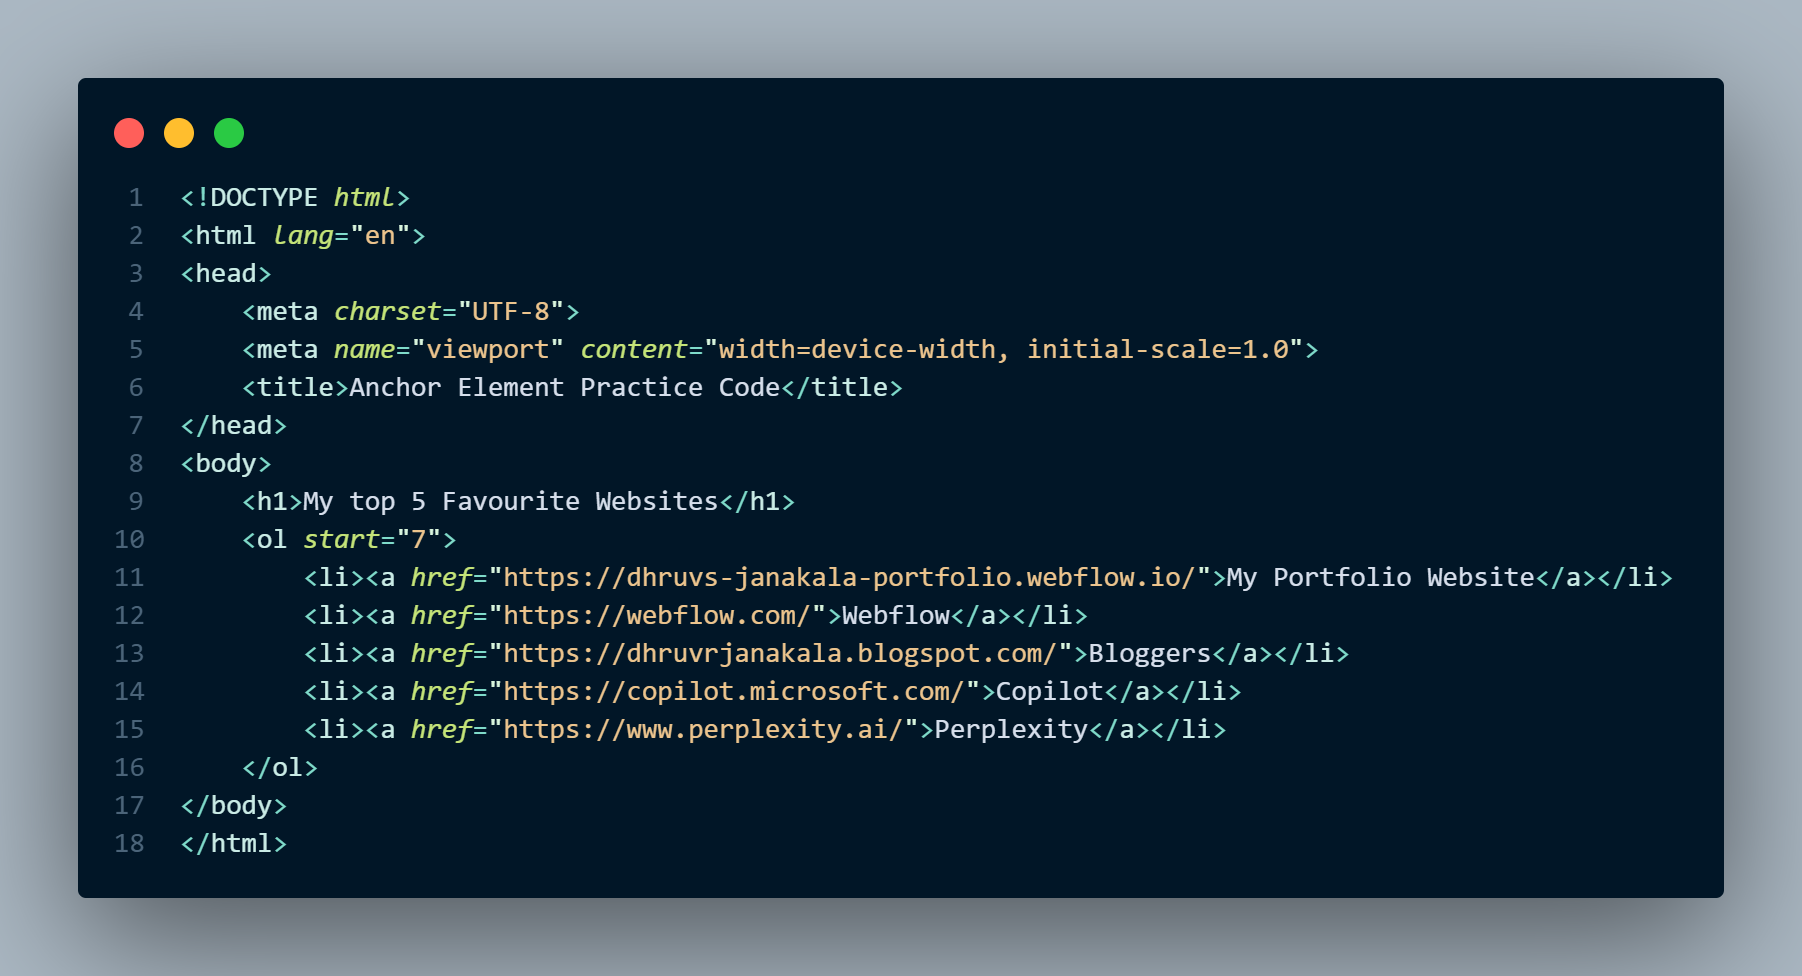 1 <!DOCTYPE html>
2 <html lang="en">
3 <head>
4     <meta charset="UTF-8">
5     <meta name="viewport" content="width=device-width, initial-scale=1.0">
6     <title>Anchor Element Practice Code</title>
7 </head>
8 <body>
9     <h1>My top 5 Favourite Websites</h1>
10     <ol start="7">
11         <li><a href="https://dhruvs-janakala-portfolio.webflow.io/">My Portfolio Website</a></li>
12         <li><a href="https://webflow.com/">Webflow</a></li>
13         <li><a href="https://dhruvrjanakala.blogspot.com/">Bloggers</a></li>
14         <li><a href="https://copilot.microsoft.com/">Copilot</a></li>
15         <li><a href="https://www.perplexity.ai/">Perplexity</a></li>
16     </ol>
17 </body>
18 </html>